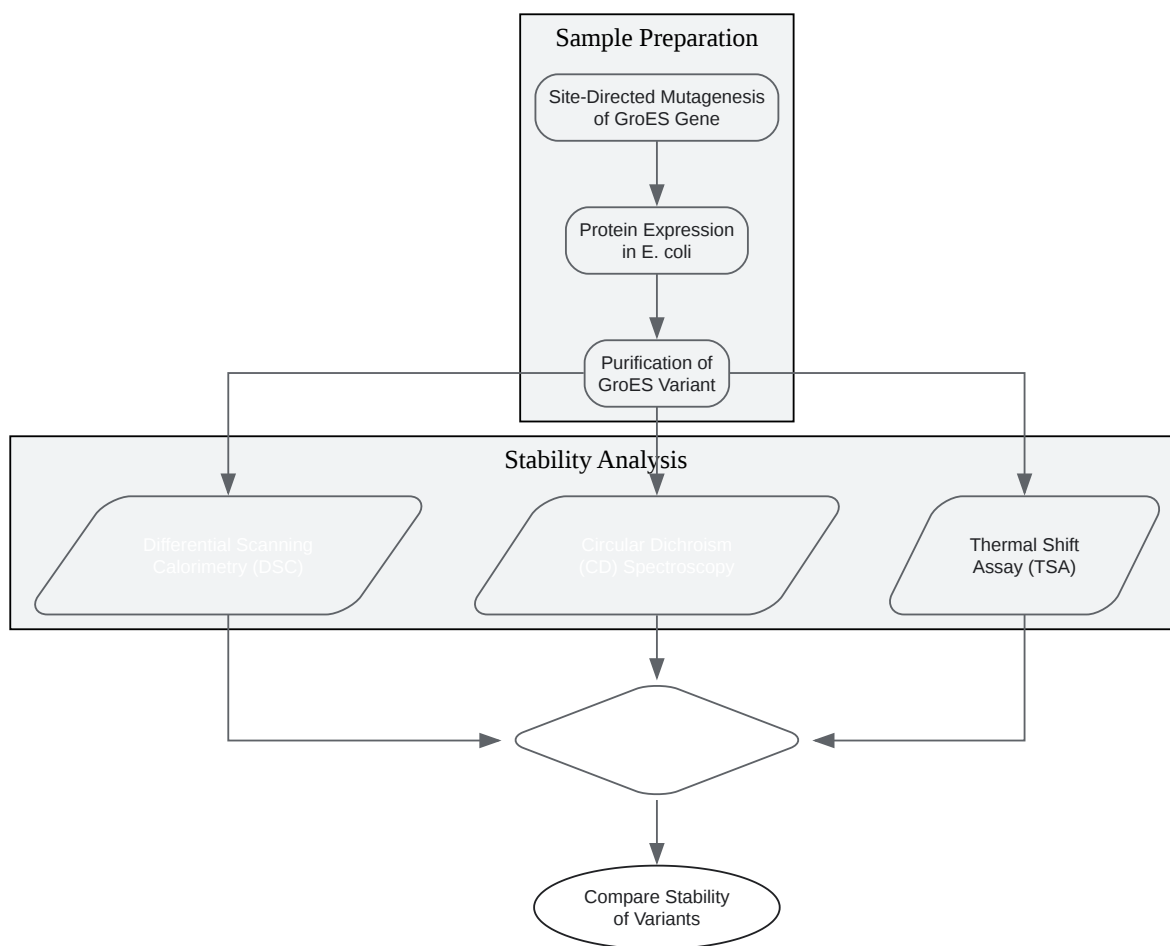 Sample Preparation
Site-Directed Mutagenesis
of GroES Gene
Protein Expression
in E. coli
Purification of
GroES Variant
Stability Analysis
Differential Scanning
Calorimetry (DSC)
Circular Dichroism
(CD) Spectroscopy
Thermal Shift
Assay (TSA)
Compare Stability
of Variants